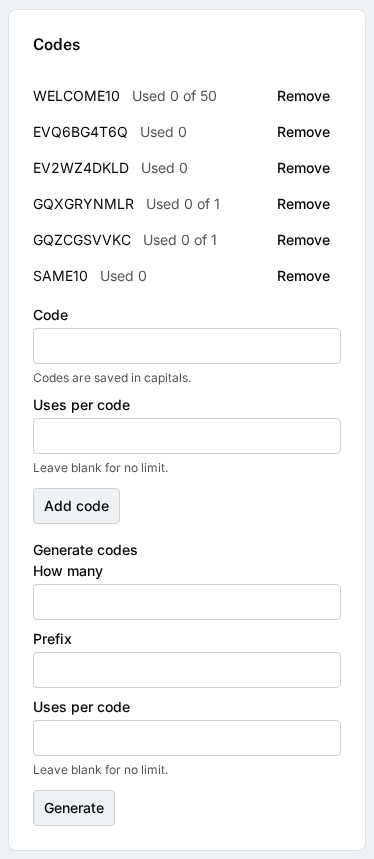 Codes
WELCOME10 Used 0 of 50 Remove
EVQ6BG4T6Q Used 0 Remove
EV2WZ4DKLD Used 0 Remove
GQXGRYNMLR Used 0 of 1 Remove
GQZCGSVVKC Used 0 of 1 Remove
SAME10 Used 0 Remove
Code
Codes are saved in capitals.
Uses per code
Leave blank for no limit.
Add code
Generate codes
How many
Prefix
Uses per code
Leave blank for no limit.
Generate